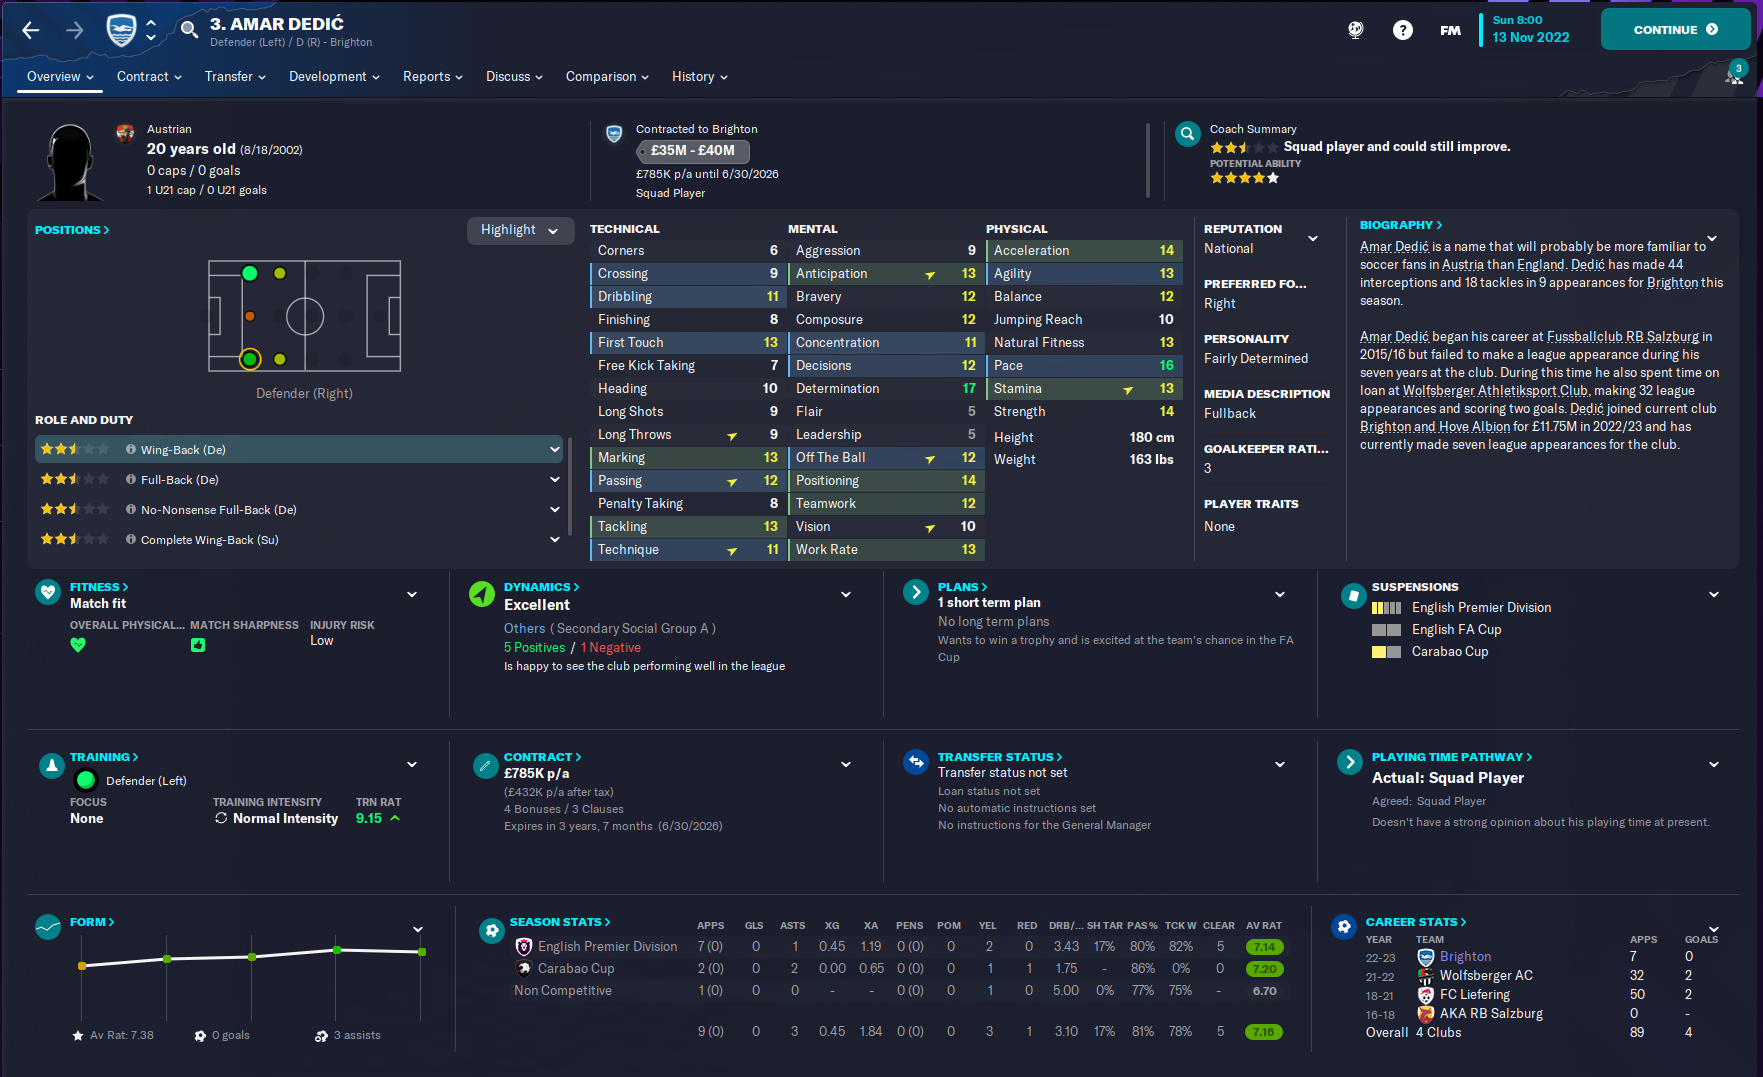 3. AMAR DEDIĆ
Defender (Left) / D (R) - Brighton
FM
Sun 8:00
13 Nov 2022
CONTINUE
Overview
Contract
Transfer
Development
Reports
Discuss
Comparison
History
3
Austrian
20 years old (8/18/2002)
0 caps / 0 goals
1 U21 cap / 0 U21 goals
Contracted to Brighton
£35M - £40M
£785K p/a until 6/30/2026
Squad Player
Coach Summary
Squad player and could still improve.
POTENTIAL ABILITY
POSITIONS
Highlight
Defender (Right)
ROLE AND DUTY
Wing-Back (De)
Full-Back (De)
No-Nonsense Full-Back (De)
Complete Wing-Back (Su)
TECHNICAL
Corners 6
Crossing 9
Dribbling 11
Finishing 8
First Touch 13
Free Kick Taking 7
Heading 10
Long Shots 9
Long Throws 9
Marking 13
Passing 12
Penalty Taking 8
Tackling 13
Technique 11
MENTAL
Aggression 9
Anticipation 13
Bravery 12
Composure 12
Concentration 11
Decisions 12
Determination 17
Flair 5
Leadership 5
Off The Ball 12
Positioning 14
Teamwork 12
Vision 10
Work Rate 13
PHYSICAL
Acceleration 14
Agility 13
Balance 12
Jumping Reach 10
Natural Fitness 13
Pace 16
Stamina 13
Strength 14
Height 180 cm
Weight 163 lbs
REPUTATION
National
PREFERRED FO...
Right
PERSONALITY
Fairly Determined
MEDIA DESCRIPTION
Fullback
GOALKEEPER RATI...
3
PLAYER TRAITS
None
BIOGRAPHY
Amar Dedić is a name that will probably be more familiar to
soccer fans in Austria than England. Dedić has made 44
interceptions and 18 tackles in 9 appearances for Brighton this
season.
Amar Dedić began his career at Fussballclub RB Salzburg in
2015/16 but failed to make a league appearance during his
seven years at the club. During this time he also spent time on
loan at Wolfsberger Athletiksport Club, making 32 league
appearances and scoring two goals. Dedić joined current club
Brighton and Hove Albion for £11.75M in 2022/23 and has
currently made seven league appearances for the club.
FITNESS
Match fit
OVERALL PHYSICAL... MATCH SHARPNESS INJURY RISK
Low
DYNAMICS
Excellent
Others ( Secondary Social Group A )
5 Positives / 1 Negative
Is happy to see the club performing well in the league
PLANS
1 short term plan
No long term plans
Wants to win a trophy and is excited at the team's chance in the FA
Cup
SUSPENSIONS
English Premier Division
English FA Cup
Carabao Cup
TRAINING
Defender (Left)
FOCUS TRAINING INTENSITY TRN RAT
None Normal Intensity 9.15
CONTRACT
£785K p/a
(£432K p/a after tax)
4 Bonuses / 3 Clauses
Expires in 3 years, 7 months (6/30/2026)
TRANSFER STATUS
Transfer status not set
Loan status not set
No automatic instructions set
No instructions for the General Manager
PLAYING TIME PATHWAY
Actual: Squad Player
Agreed: Squad Player
Doesn't have a strong opinion about his playing time at present.
FORM
Av Rat: 7.38 0 goals 3 assists
SEASON STATS APPS GLS ASTS XG XA PENS POM YEL RED DRB/... SH TAR PAS % TCK W CLEAR AV RAT
English Premier Division 7 (0) 0 1 0.45 1.19 0 (0) 0 2 0 3.43 17% 80% 82% 5 7.14
Carabao Cup 2 (0) 0 2 0.00 0.65 0 (0) 0 1 1 1.75 - 86% 0% 0 7.20
Non Competitive 1 (0) 0 0 - - 0 (0) 0 1 0 5.00 0% 77% 75% - 6.70
9 (0) 0 3 0.45 1.84 0 (0) 0 3 1 3.10 17% 81% 78% 5 7.16
CAREER STATS
YEAR TEAM APPS GOALS
22-23 Brighton 7 0
21-22 Wolfsberger AC 32 2
18-21 FC Liefering 50 2
16-18 AKA RB Salzburg 0 -
Overall 4 Clubs 89 4